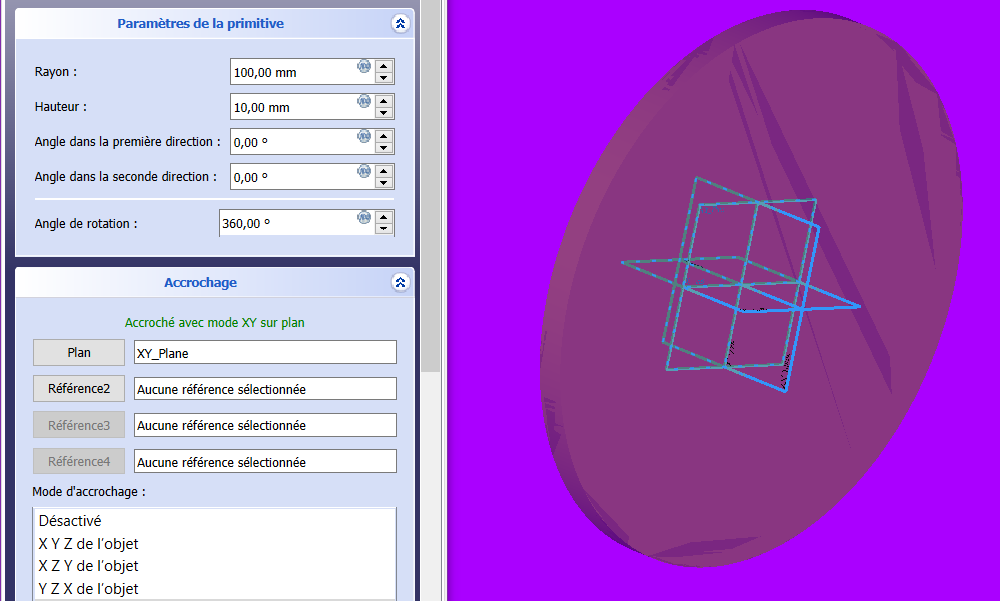 Paramètres de la primitive
Rayon : 100,00 mm
Hauteur : 10,00 mm
Angle dans la première direction : 0,00 º
Angle dans la seconde direction : 0,00 º
Angle de rotation : 360,00 º
Accrochage
Accroché avec mode XY sur plan
Plan XY_Plane
Référence2 Aucune référence sélectionnée
Référence3 Aucune référence sélectionnée
Référence4 Aucune référence sélectionnée
Mode d'accrochage :
Désactivé
X Y Z de l’objet
X Z Y de l’objet
Y Z X de l’objet